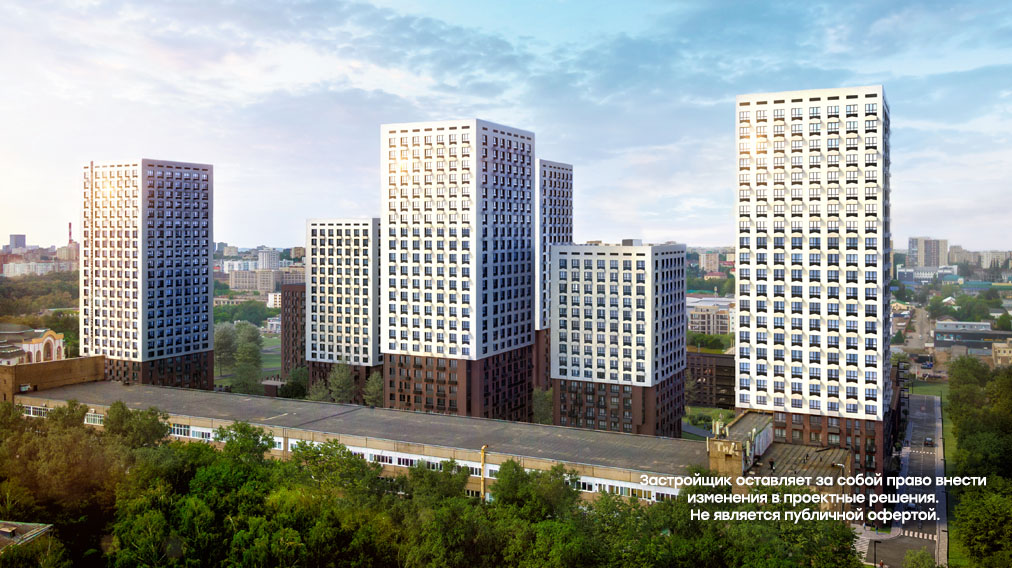 Застройщик оставляет за собой право внести
изменения в проектные решения.
Не является публичной офертой.